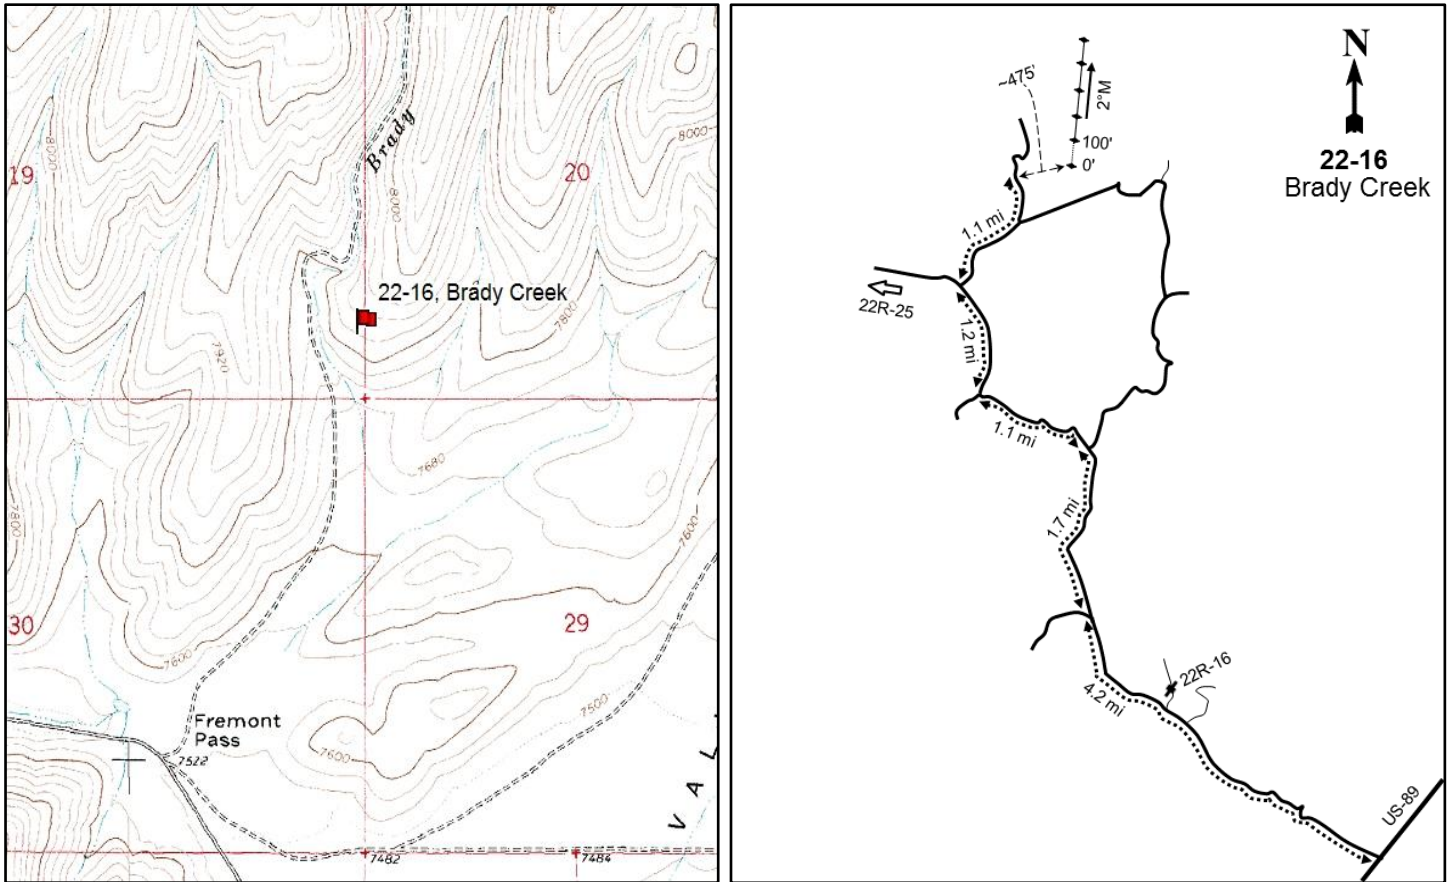 8000
Brady
8000
19
20
8000
22-16, Brady Creek
7800
7920
7680
7800
7600
30
29
7600
7500
Fremont
Pass
7600
7522
V A L
7482
7484
~475'
2°M
100'
0'
N
22-16
Brady Creek
1.1 mi
22R-25
1.2 mi
1.1 mi
1.7 mi
22R-16
4.2 mi
US-89